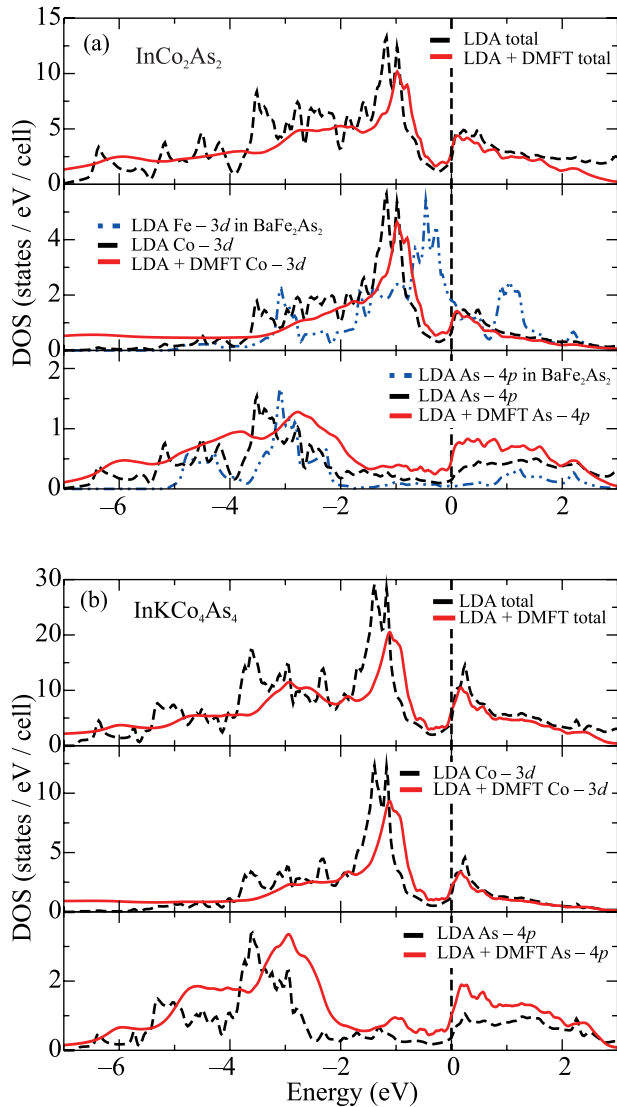 (a)
InCo₂As₂
LDA total
LDA + DMFT total
15
10
5
0
LDA Fe – 3d in BaFe₂As₂
LDA Co – 3d
LDA + DMFT Co – 3d
4
2
0
DOS (states / eV / cell)
LDA As – 4p in BaFe₂As₂
LDA As – 4p
LDA + DMFT As – 4p
2
1
0
–6 –4 –2 0 2
(b)
InKCo₄As₄
LDA total
LDA + DMFT total
30
20
10
0
LDA Co – 3d
LDA + DMFT Co – 3d
10
5
0
DOS (states / eV / cell)
LDA As – 4p
LDA + DMFT As – 4p
2
0
–6 –4 –2 0 2
Energy (eV)